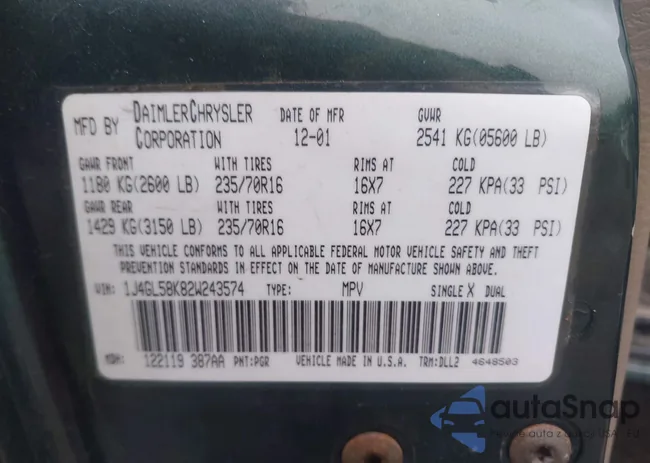 MFD BY DAIMLERCHRYSLER CORPORATION DATE OF MFR 12-01 GVWR 2541 KG(05600 LB)
GAWR FRONT WITH TIRES RIMS AT COLD
1180 KG(2600 LB) 235/70R16 16X7 227 KPA(33 PSI)
GAWR REAR WITH TIRES RIMS AT COLD
1429 KG(3150 LB) 235/70R16 16X7 227 KPA(33 PSI)
THIS VEHICLE CONFORMS TO ALL APPLICABLE FEDERAL MOTOR VEHICLE SAFETY AND THEFT
PREVENTION STANDARDS IN EFFECT ON THE DATE OF MANUFACTURE SHOWN ABOVE.
VIN: 1J4GL58K82W243574 TYPE: MPV SINGLE X DUAL
MDH: 122119 387AA PNT:PGR VEHICLE MADE IN U.S.A. TRM:DLL2 4648503
autaSnap